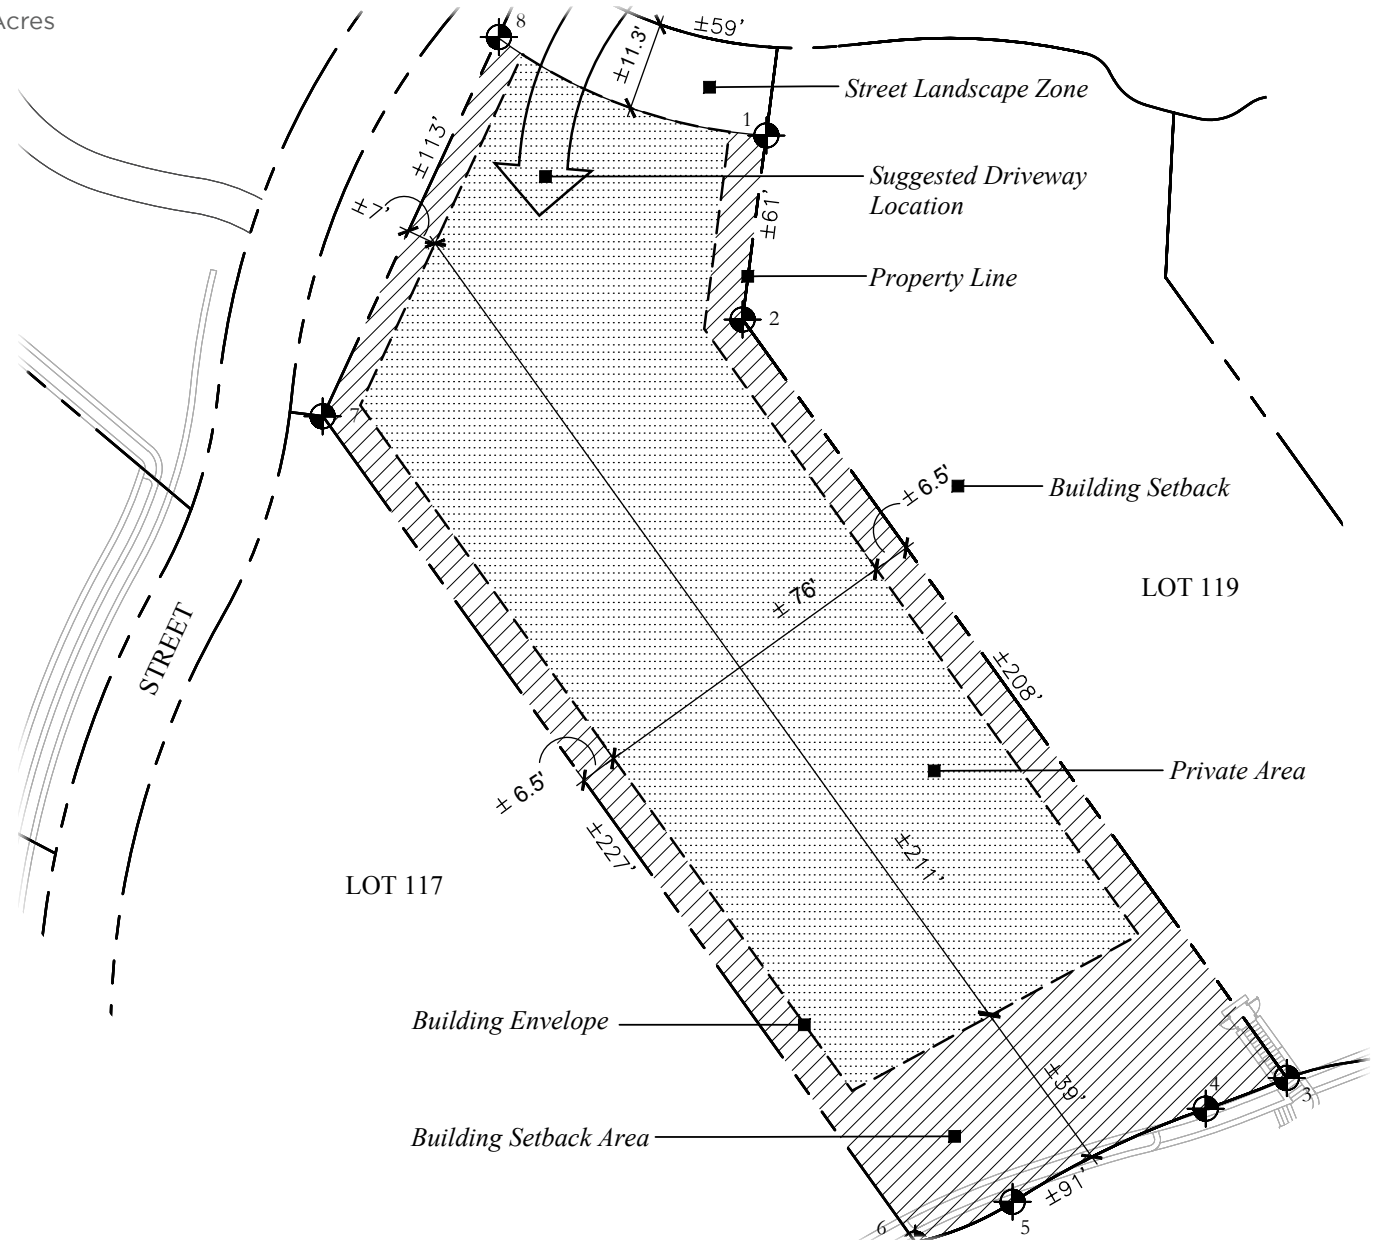 Acres
8
±59’
±11.3'
Street Landscape Zone
1
±113’
Suggested Driveway
Location
±7’
±61’
Property Line
2
7
± 6.5'
Building Setback
LOT 119
± 76'
STREET
±208’
± 6.5'
Private Area
±227’
±211’
LOT 117
Building Envelope
±39’
4
3
Building Setback Area
±91’
6
5